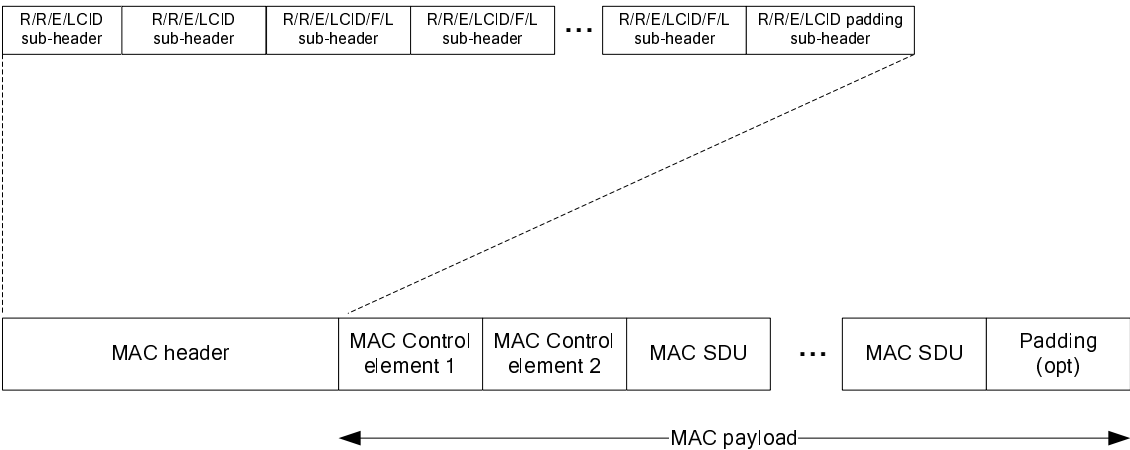 R/R/E/LCID
sub-header
R/R/E/LCID
sub-header
R/R/E/LCID/F/L
sub-header
R/R/E/LCID/F/L
sub-header
...
R/R/E/LCID/F/L
sub-header
R/R/E/LCID padding
sub-header
MAC header
MAC Control
element 1
MAC Control
element 2
MAC SDU
...
MAC SDU
Padding
(opt)
MAC payload